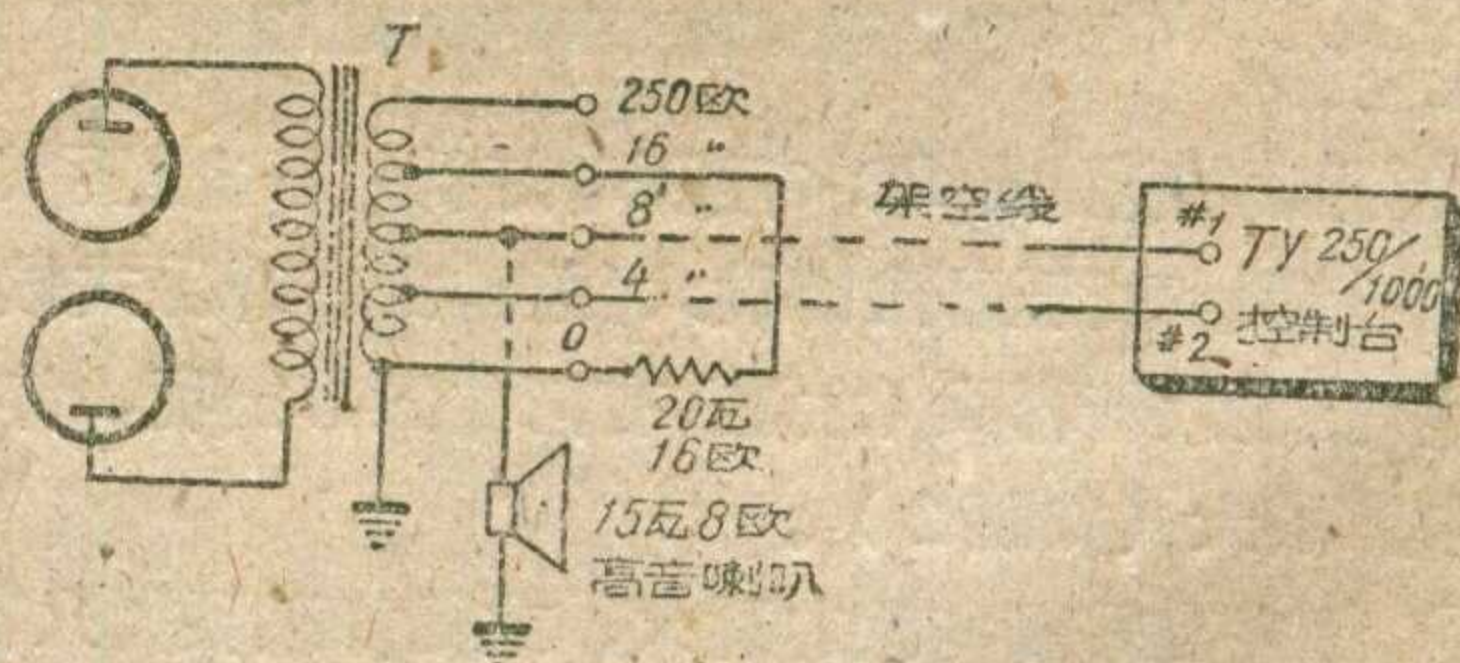 T
250欧
16 〃
8 〃
4 〃
0
架空线
#1
TY 250/1000
#2
控制台
20瓦
16欧
15瓦 8欧
高音喇叭